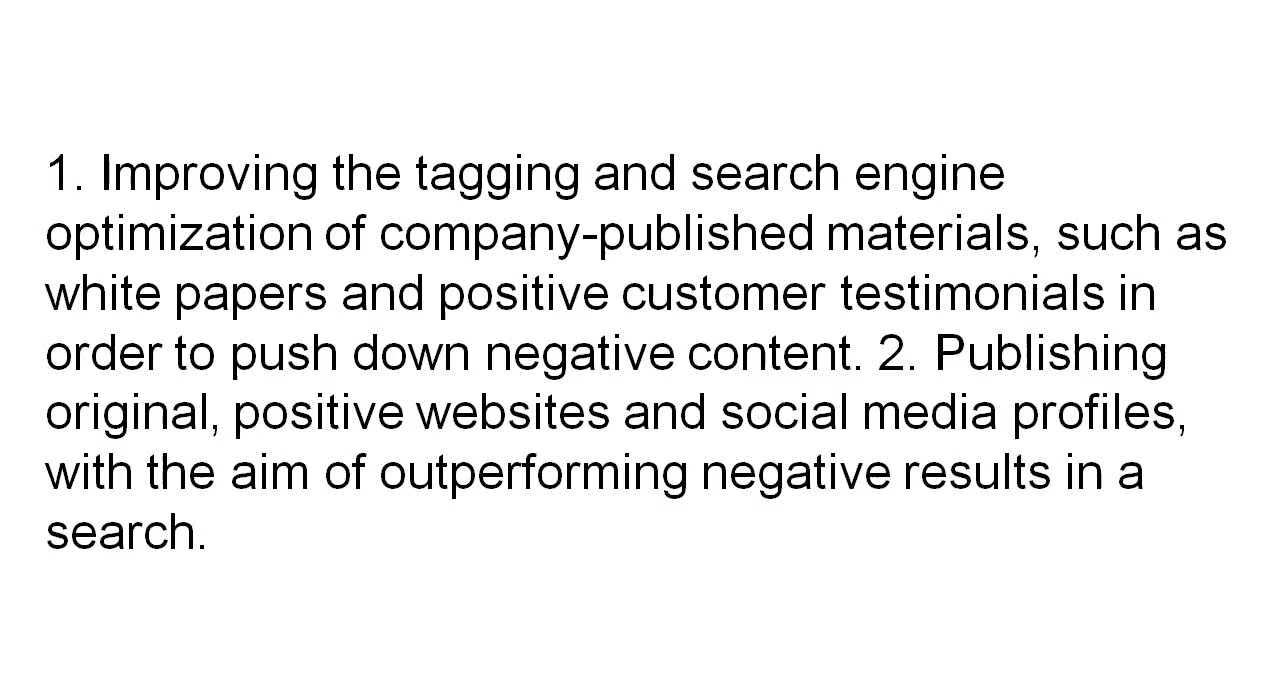 1. Improving the tagging and search engine
optimization of company-published materials, such as
white papers and positive customer testimonials in
order to push down negative content. 2. Publishing
original, positive websites and social media profiles,
with the aim of outperforming negative results in a
search.